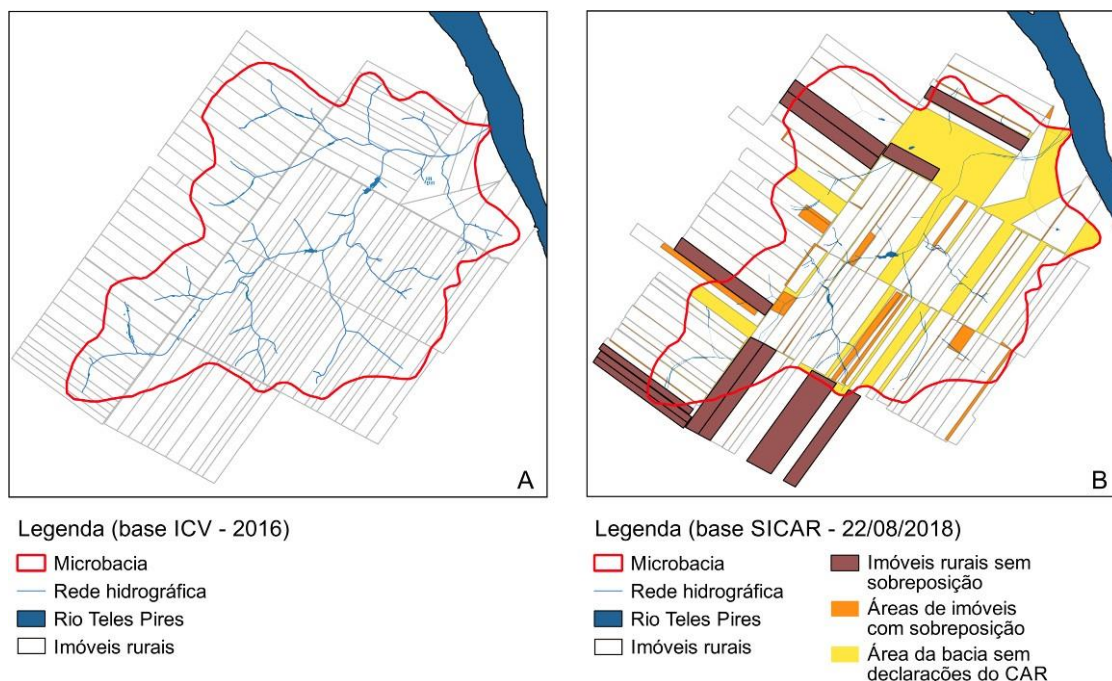 A
B
Legenda (base ICV - 2016)
Microbacia
Rede hidrográfica
Rio Teles Pires
Imóveis rurais
Legenda (base SICAR - 22/08/2018)
Microbacia
Rede hidrográfica
Rio Teles Pires
Imóveis rurais
Imóveis rurais sem
sobreposição
Áreas de imóveis
com sobreposição
Área da bacia sem
declarações do CAR